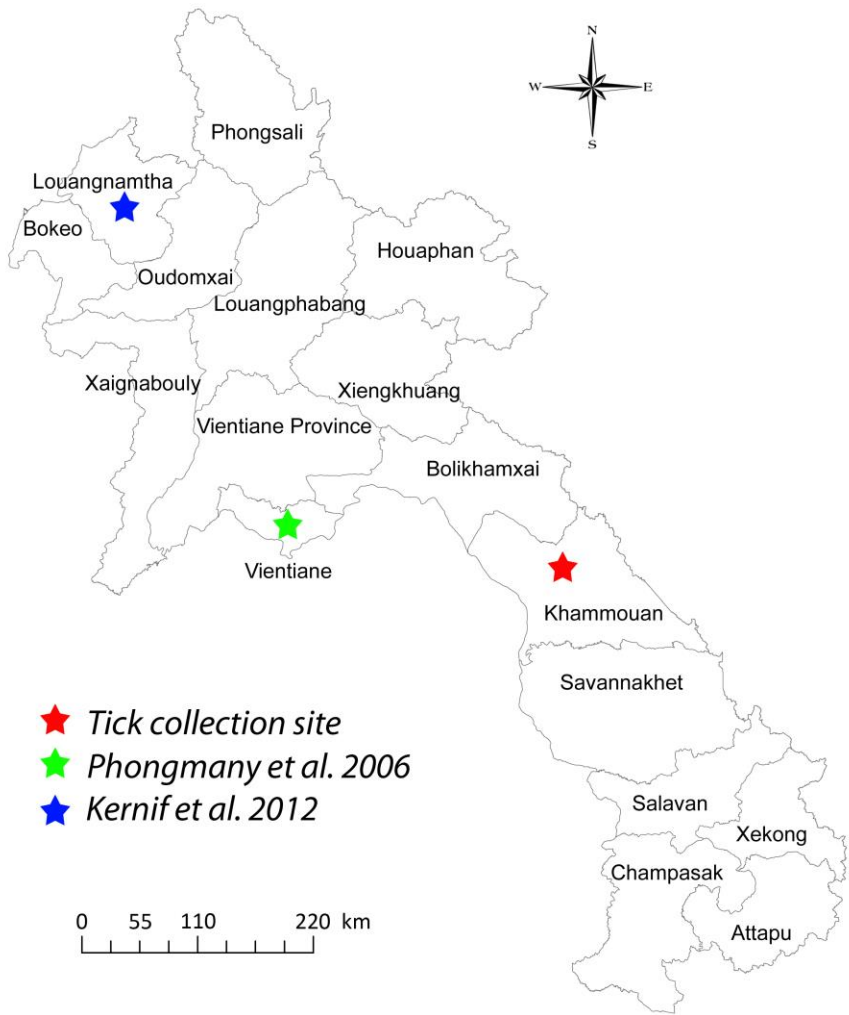 N
W E
S
Phongsali
Louangnamtha
Bokeo
Houaphan
Oudomxai
Louangphabang
Xaignabouly
Xiengkhuang
Vientiane Province
Bolikhamxai
Vientiane
Khammouan
Savannakhet
Tick collection site
Phongmany et al. 2006
Kernif et al. 2012
Salavan
Xekong
Champasak
Attapu
0 55 110 220 km